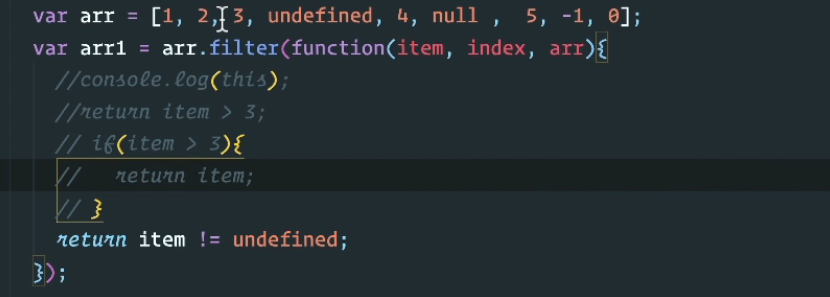 var arr = [1, 2, 3, undefined, 4, null , 5, -1, 0];
var arr1 = arr.filter(function(item, index, arr){
//console.log(this);
//return item > 3;
// if(item > 3){
// return item;
// }
return item != undefined;
});